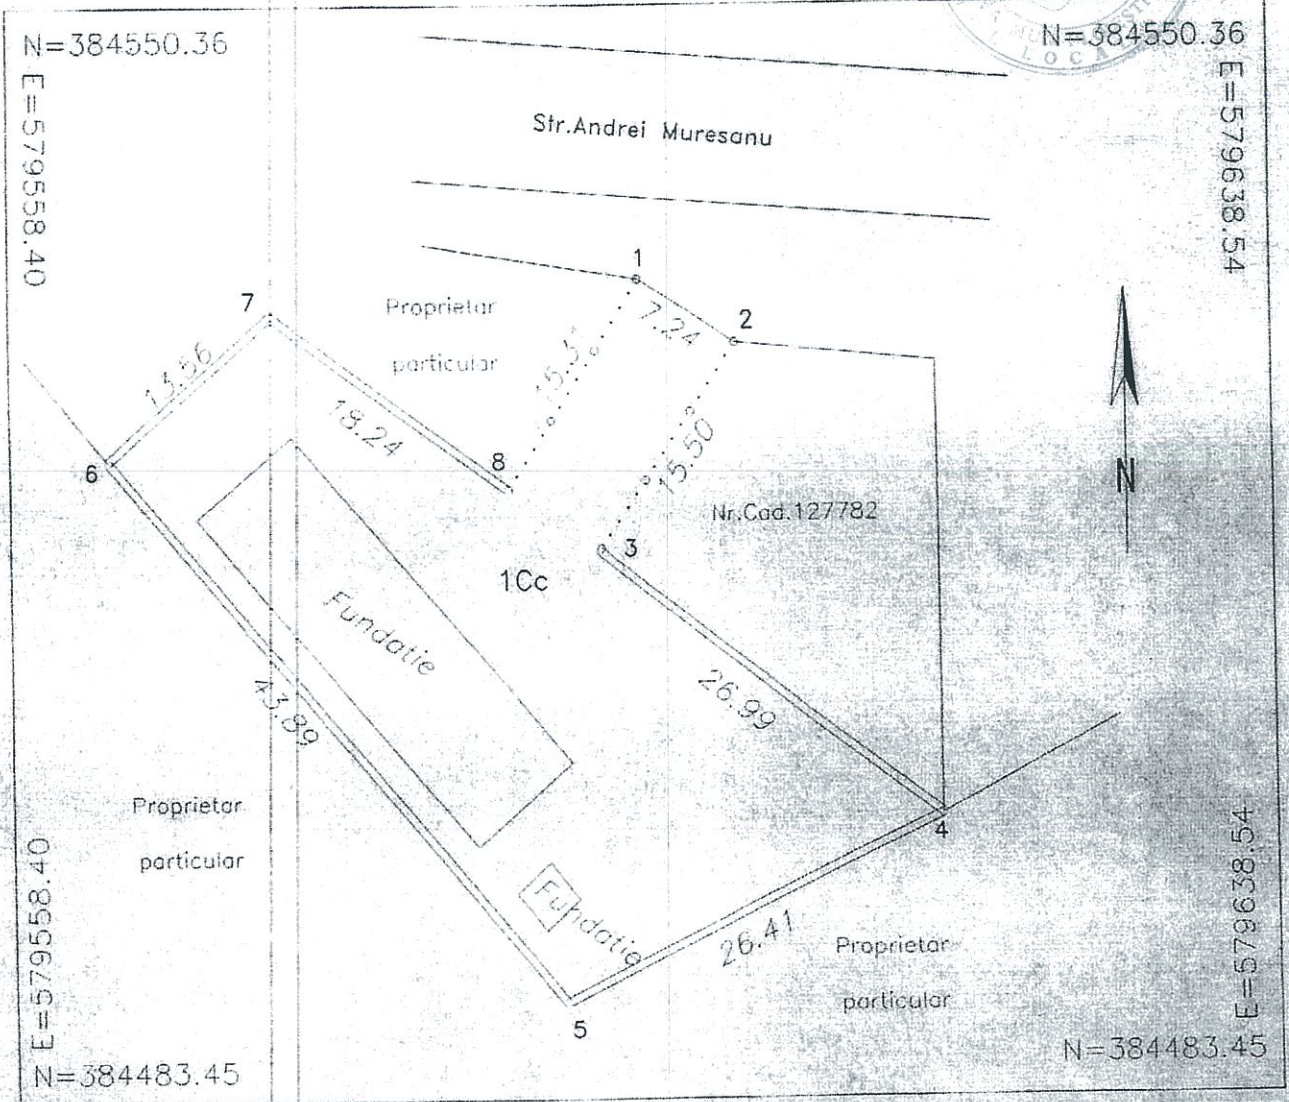 N=384550.36
N=384550.36
E=579558.40
E=579638.54
Str.Andrei Muresanu
1
7.24
2
7
Proprietar
particular
13.56
18.24
15.50
6
8
N
Nr.Cad.127782
3
1Cc
Fundatie
26.99
43.89
Proprietar
particular
4
Fundatie
26.41
Proprietar
particular
5
E=579558.40
E=579638.54
N=384483.45
N=384483.45